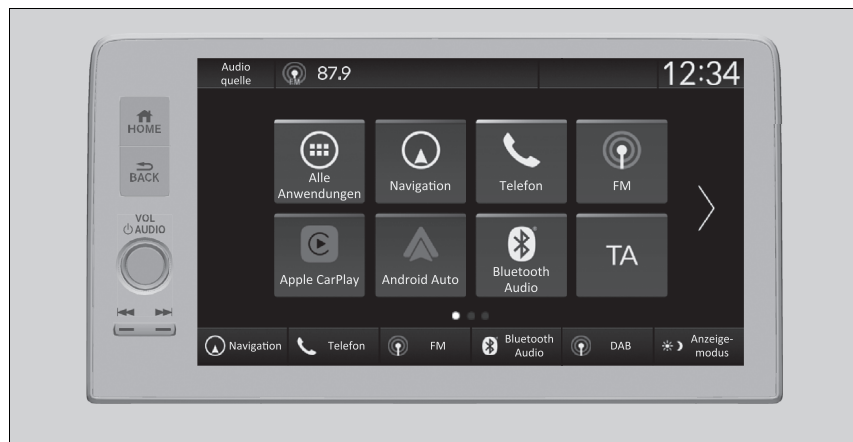 Audio
quelle
FM
87.9
12:34
HOME
BACK
VOL
AUDIO
Alle
Anwendungen
Navigation
Telefon
FM
Apple CarPlay
Android Auto
Bluetooth
Audio
TA
Navigation
Telefon
FM
Bluetooth
Audio
DAB
Anzeige-
modus